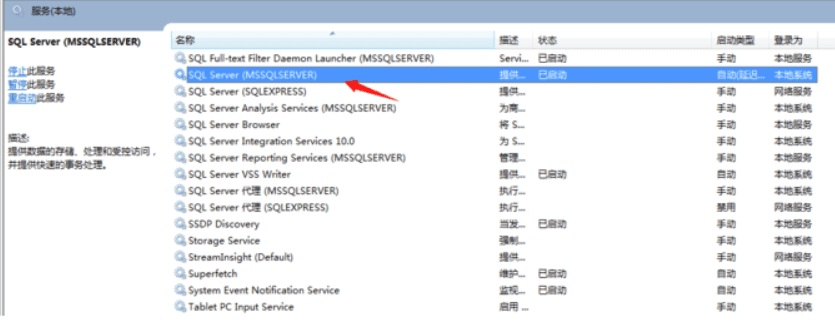 服务(本地)
SQL Server (MSSQLSERVER)
停止此服务
暂停此服务
重启动此服务
描述:
提供数据的存储、处理和受控访问，
并提供快速的事务处理。
名称 描述 状态 启动类型 登录为
SQL Full-text Filter Daemon Launcher (MSSQLSERVER) Servi... 已启动 手动 本地服务
SQL Server (MSSQLSERVER) 提供... 已启动 自动(延迟... 本地系统
SQL Server (SQLEXPRESS) 提供... 手动 网络服务
SQL Server Analysis Services (MSSQLSERVER) 为商... 手动 本地系统
SQL Server Browser 将 S... 手动 本地服务
SQL Server Integration Services 10.0 为 S... 手动 本地系统
SQL Server Reporting Services (MSSQLSERVER) 管理... 手动 本地系统
SQL Server VSS Writer 提供... 已启动 自动 本地系统
SQL Server 代理 (MSSQLSERVER) 执行... 手动 本地系统
SQL Server 代理 (SQLEXPRESS) 执行... 禁用 网络服务
SSDP Discovery 当发... 已启动 手动 本地服务
Storage Service 强制... 手动 本地系统
StreamInsight (Default) 提供... 手动 网络服务
Superfetch 维护... 已启动 自动 本地系统
System Event Notification Service 监视... 已启动 自动 本地系统
Tablet PC Input Service 启用 ... 手动 本地系统